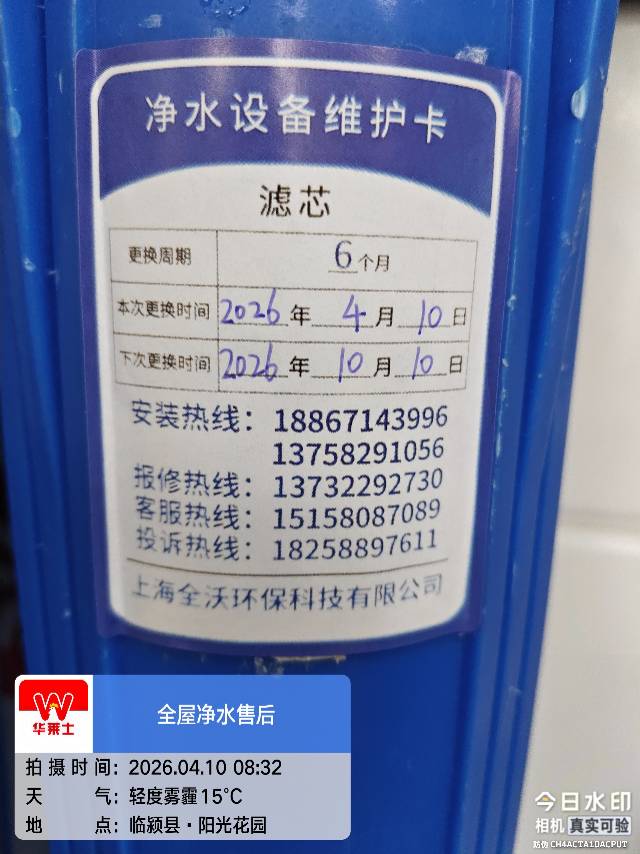 净水设备维护卡
滤芯
更换周期 6个月
本次更换时间 2026年4月10日
下次更换时间 2026年10月10日
安装热线：18867143996
13758291056
报修热线：13732292730
客服热线：15158087089
投诉热线：18258897611
上海全沃环保科技有限公司
华莱士
全屋净水售后
拍摄时间：2026.04.10 08:32
天气：轻度雾霾15℃
地点：临颍县·阳光花园
今日水印
相机 真实可验
防伪 CH4ACTA1DACPUT